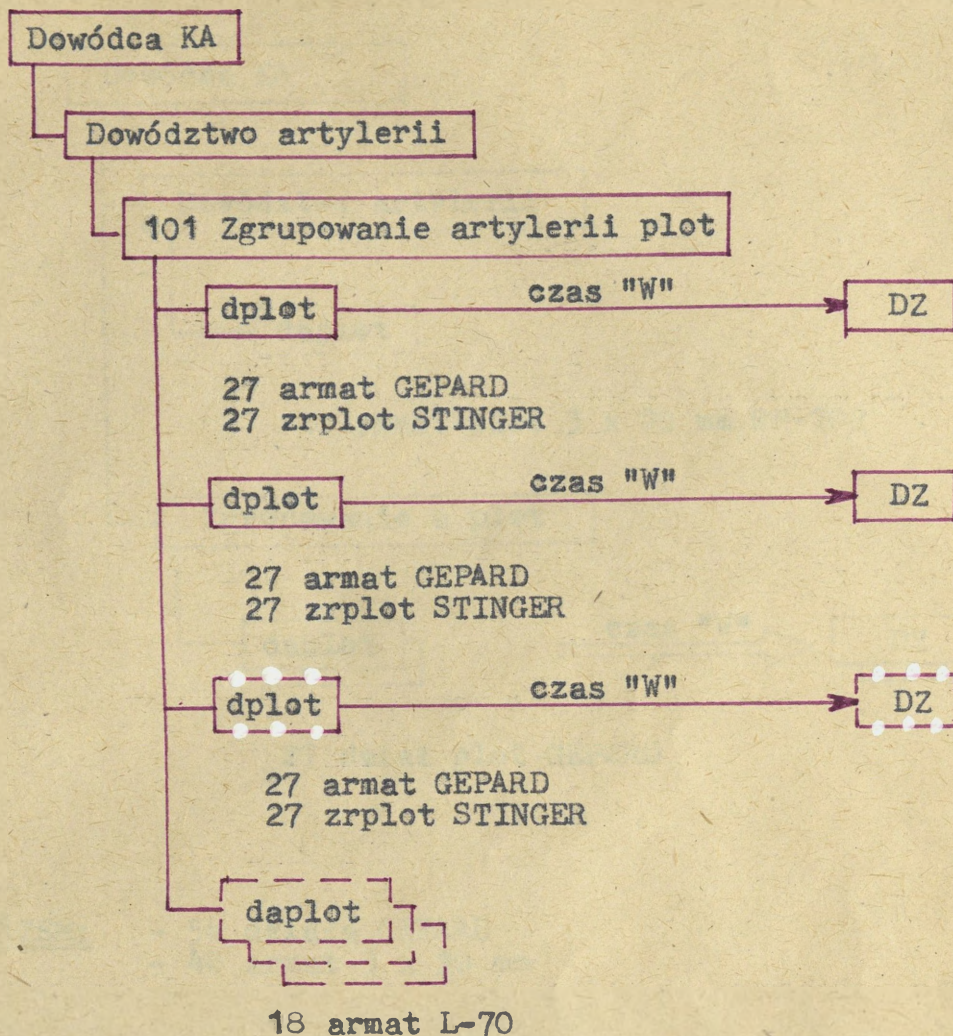 Dowódca KA
Dowództwo artylerii
101 Zgrupowanie artylerii plot
dplot czas "W" DZ
27 armat GEPARD
27 zrplot STINGER
dplot czas "W" DZ
27 armat GEPARD
27 zrplot STINGER
dplot czas "W" DZ
27 armat GEPARD
27 zrplot STINGER
daplot
18 armat L-70